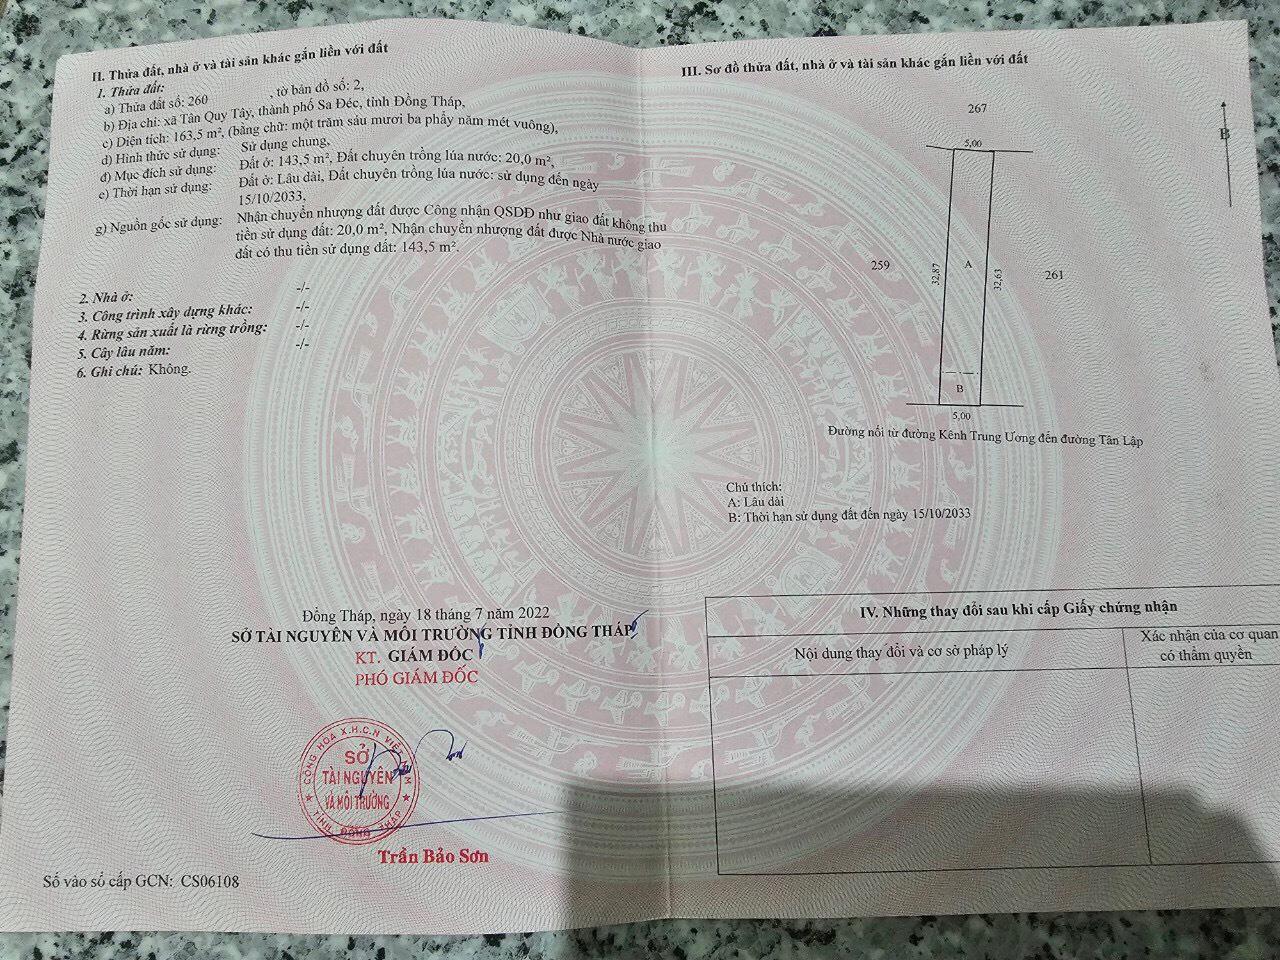 II. Thửa đất, nhà ở và tài sản khác gắn liền với đất
1. Thửa đất:
a) Thửa đất số: 260 , tờ bản đồ số: 2,
b) Địa chỉ: xã Tân Quy Tây, thành phố Sa Đéc, tỉnh Đồng Tháp,
c) Diện tích: 163,5 m², (bằng chữ: một trăm sáu mươi ba phẩy năm mét vuông),
d) Hình thức sử dụng: Sử dụng chung,
đ) Mục đích sử dụng: Đất ở: 143,5 m², Đất chuyên trồng lúa nước: 20,0 m²,
e) Thời hạn sử dụng: Đất ở: Lâu dài, Đất chuyên trồng lúa nước: sử dụng đến ngày
15/10/2033,
g) Nguồn gốc sử dụng: Nhận chuyển nhượng đất được Công nhận QSDĐ như giao đất không thu
tiền sử dụng đất: 20,0 m², Nhận chuyển nhượng đất được Nhà nước giao
đất có thu tiền sử dụng đất: 143,5 m².
2. Nhà ở: -/-
3. Công trình xây dựng khác: -/-
4. Rừng sản xuất là rừng trồng: -/-
5. Cây lâu năm: -/-
6. Ghi chú: Không.
Đồng Tháp, ngày 18 tháng 7 năm 2022
SỞ TÀI NGUYÊN VÀ MÔI TRƯỜNG TỈNH ĐỒNG THÁP
KT. GIÁM ĐỐC
PHÓ GIÁM ĐỐC
CỘNG HÒA X.H.C.N VIỆT NAM
SỞ
TÀI NGUYÊN
VÀ MÔI TRƯỜNG
TỈNH ĐỒNG THÁP
Trần Bảo Sơn
Số vào sổ cấp GCN: CS06108
III. Sơ đồ thửa đất, nhà ở và tài sản khác gắn liền với đất
267
B
5,00
259
32,87
A
32,63
261
B
5,00
Đường nối từ đường Kênh Trung Ương đến đường Tân Lập
Chú thích:
A: Lâu dài
B: Thời hạn sử dụng đất đến ngày 15/10/2033
IV. Những thay đổi sau khi cấp Giấy chứng nhận
Nội dung thay đổi và cơ sở pháp lý
Xác nhận của cơ quan
có thẩm quyền